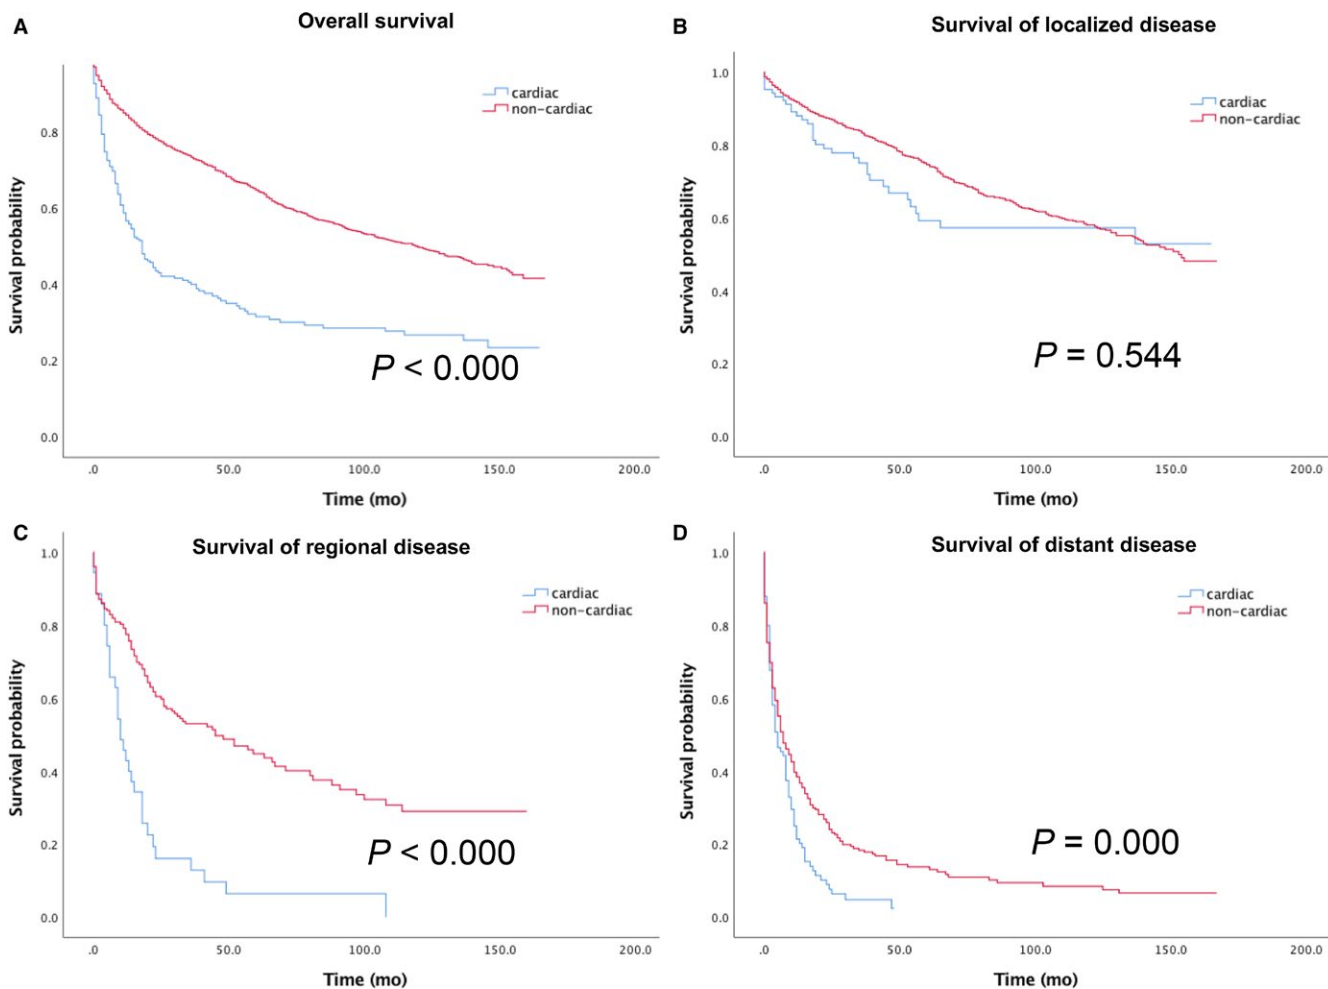 A
Overall survival
cardiac
non-cardiac
Survival probability
0.8
0.6
0.4
0.2
0.0
P < 0.000
.0 50.0 100.0 150.0 200.0
Time (mo)
B
Survival of localized disease
cardiac
non-cardiac
Survival probability
1.0
0.8
0.6
0.4
0.2
0.0
P = 0.544
.0 50.0 100.0 150.0 200.0
Time (mo)
C
Survival of regional disease
cardiac
non-cardiac
Survival probability
1.0
0.8
0.6
0.4
0.2
0.0
P < 0.000
.0 50.0 100.0 150.0 200.0
Time (mo)
D
Survival of distant disease
cardiac
non-cardiac
Survival probability
1.0
0.8
0.6
0.4
0.2
0.0
P = 0.000
.0 50.0 100.0 150.0 200.0
Time (mo)